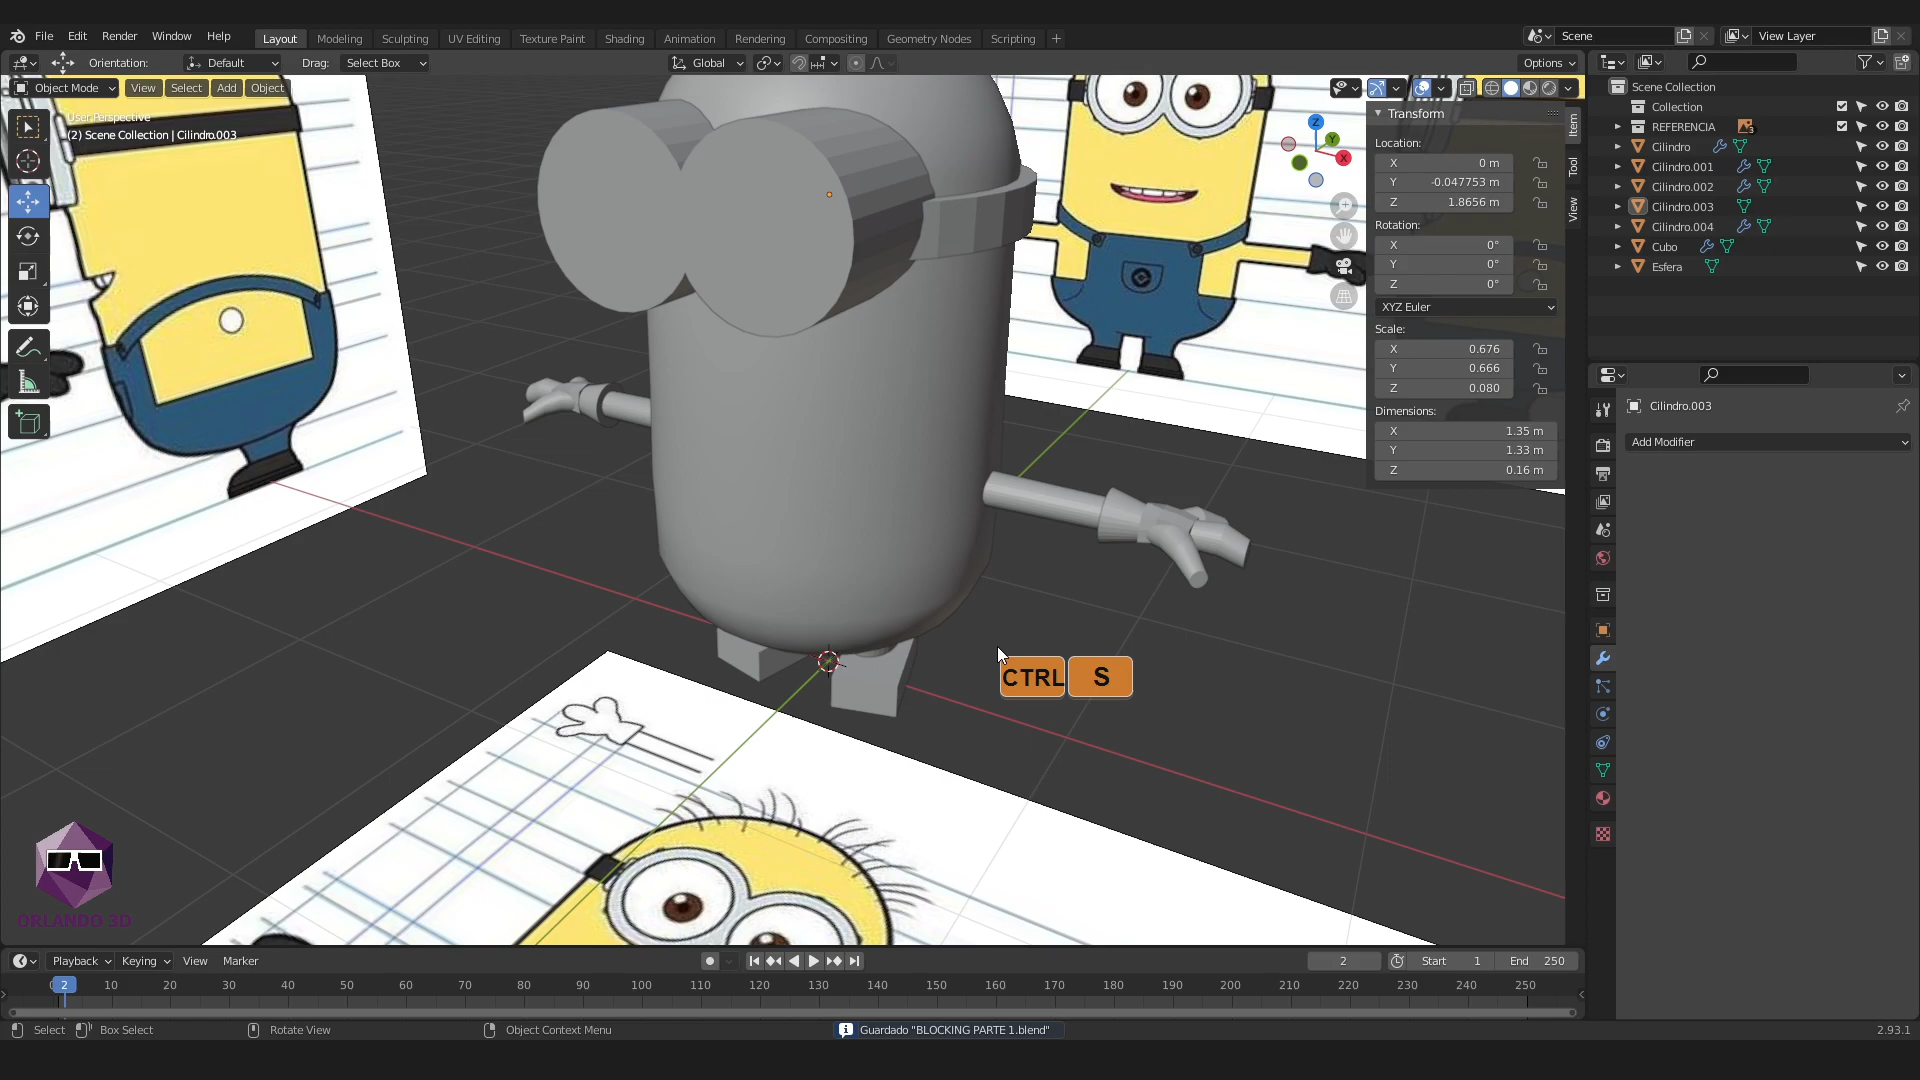 File Edit Render Window Help
Layout Modeling Sculpting UV Editing Texture Paint Shading Animation Rendering Compositing Geometry Nodes Scripting +
Scene
View Layer
Orientation: Default Drag: Select Box Global Options
Object Mode View Select Add Object
User Perspective
(2) Scene Collection | Cilindro.003
Z
Y
X
Transform
Location:
X 0 m
Y -0.047753 m
Z 1.8656 m
Rotation:
X 0°
Y 0°
Z 0°
XYZ Euler
Scale:
X 0.676
Y 0.666
Z 0.080
Dimensions:
X 1.35 m
Y 1.33 m
Z 0.16 m
Item
Tool
View
Scene Collection
Collection
REFERENCIA 3
Cilindro
Cilindro.001
Cilindro.002
Cilindro.003
Cilindro.004
Cubo
Esfera
Cilindro.003
Add Modifier
CTRL S
ORLANDO 3D
Playback Keying View Marker
2 Start 1 End 250
0 2 10 20 30 40 50 60 70 80 90 100 110 120 130 140 150 160 170 180 190 200 210 220 230 240 250
Select Box Select Rotate View Object Context Menu
Guardado "BLOCKING PARTE 1.blend"
2.93.1